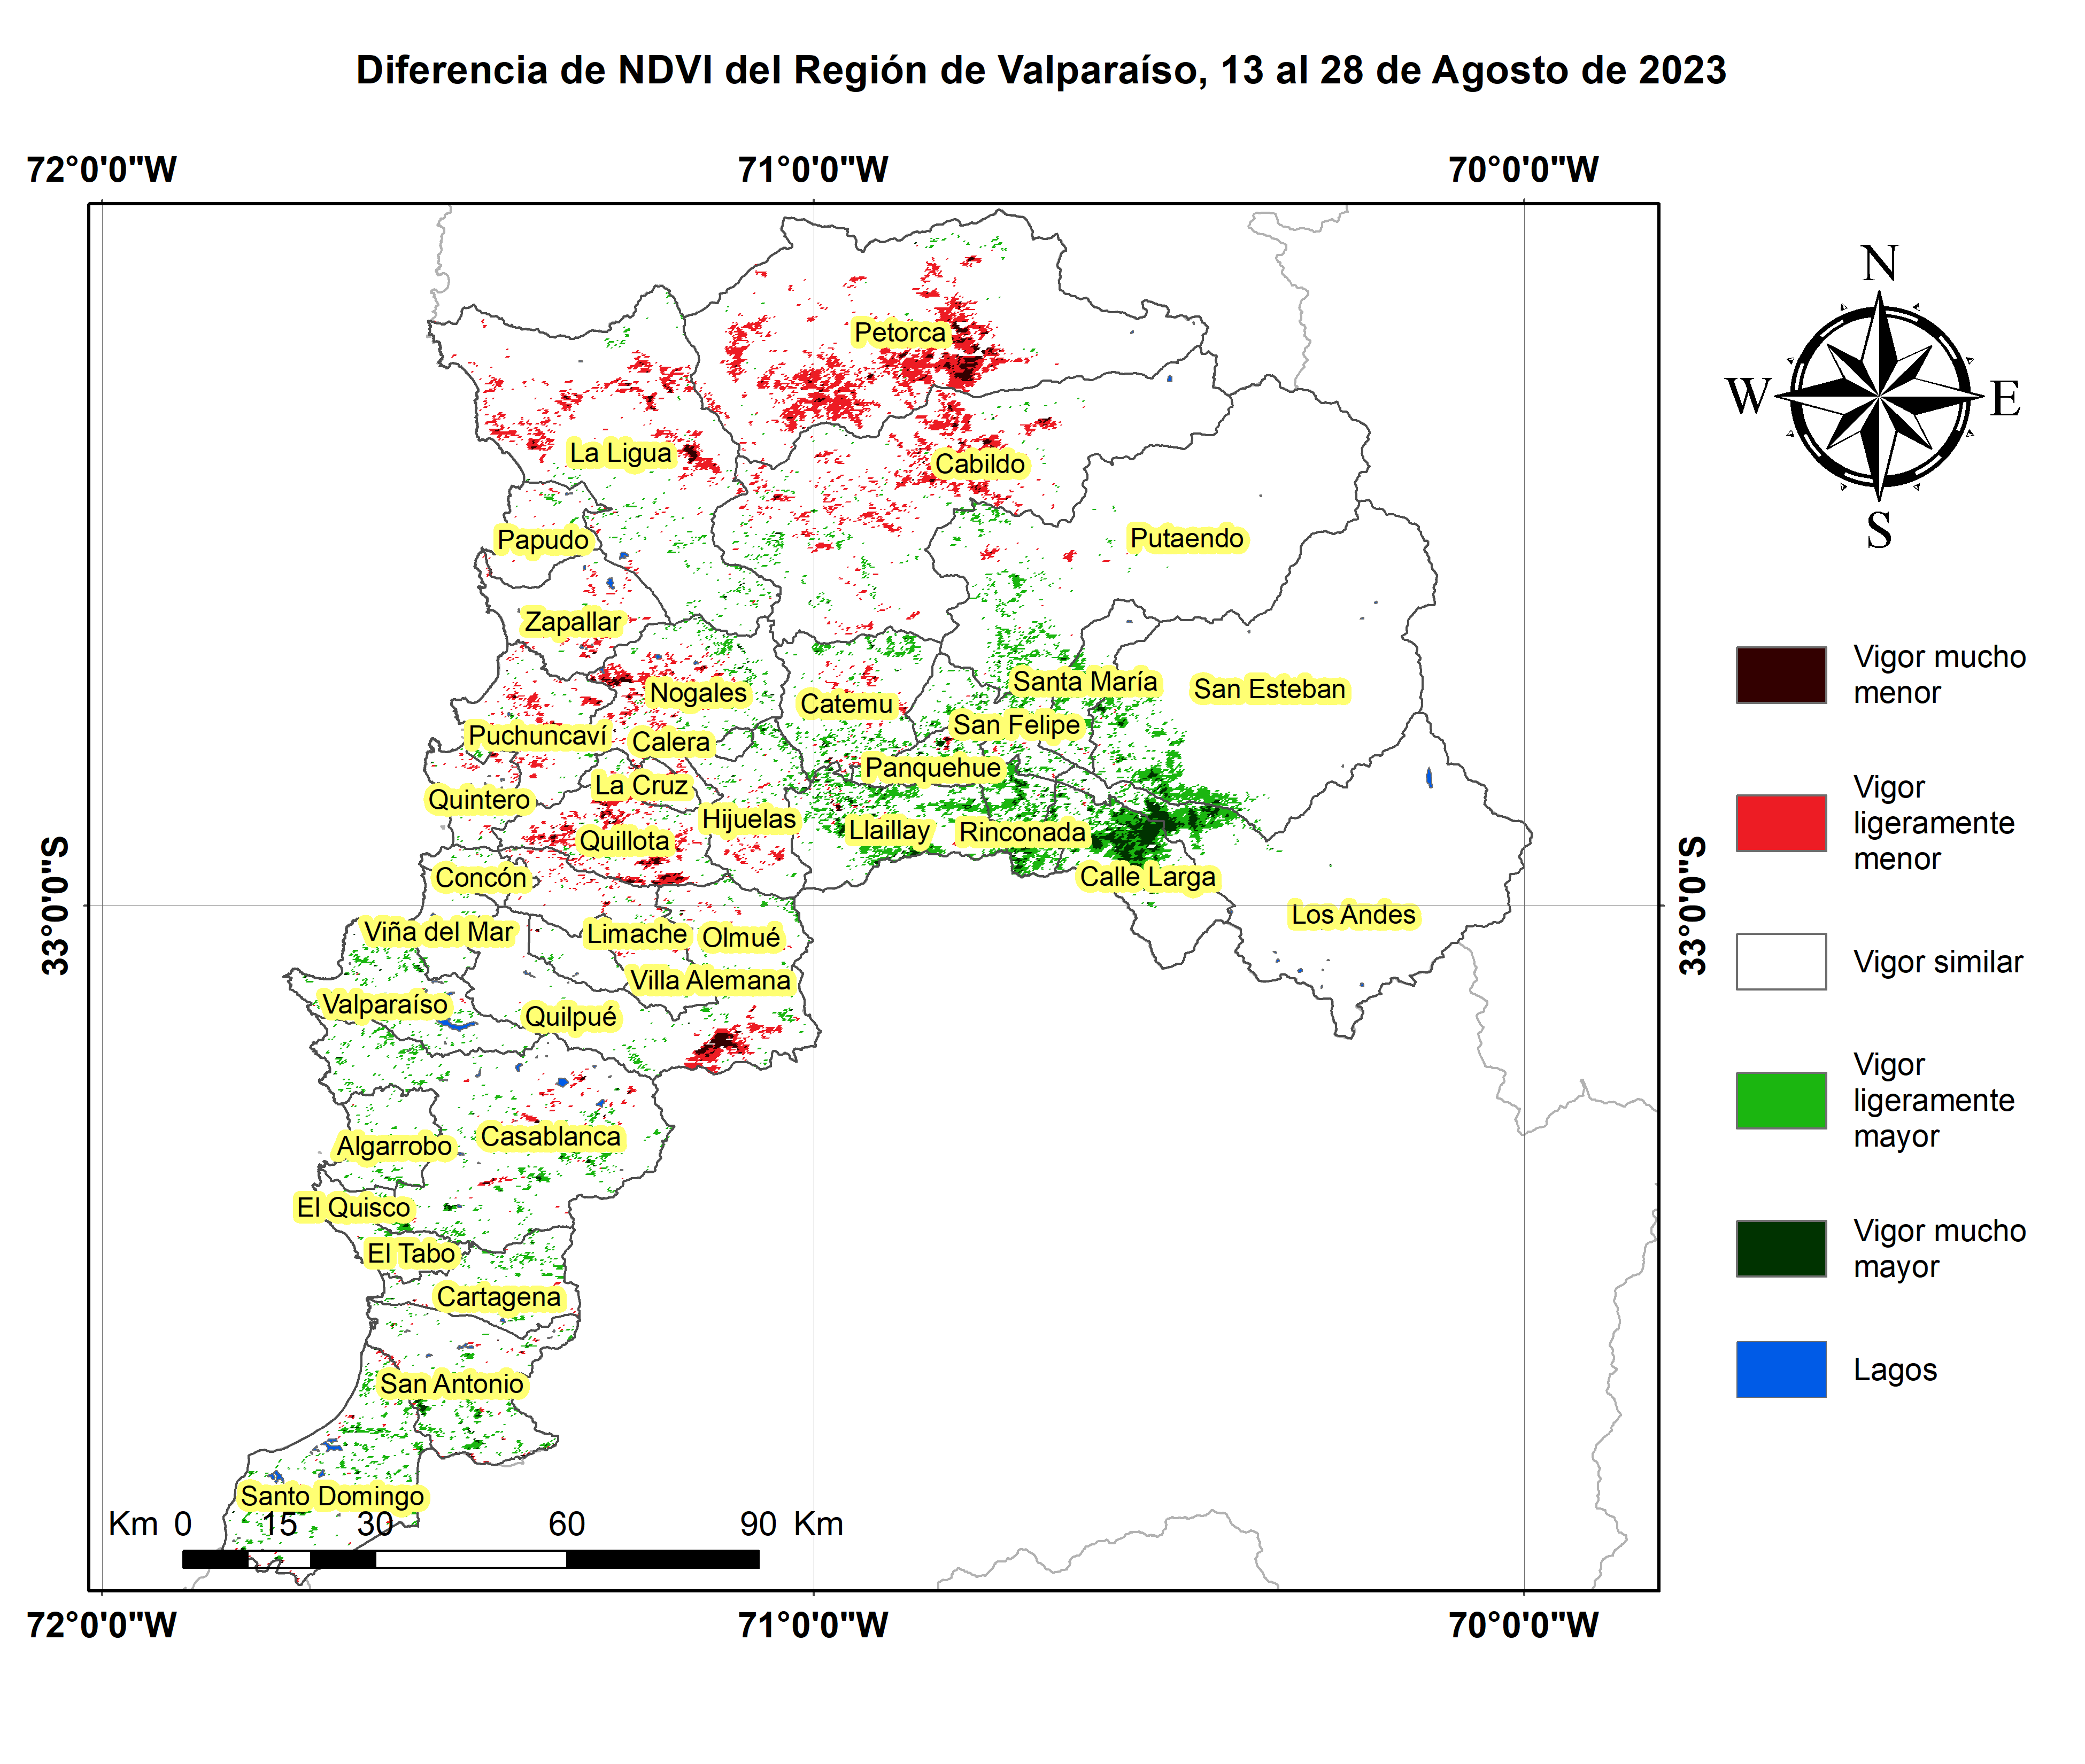 Diferencia de NDVI del Región de Valparaíso, 13 al 28 de Agosto de 2023
72°0'0"W
71°0'0"W
70°0'0"W
N
W
E
S
Petorca
La Ligua
Cabildo
Papudo
Putaendo
Zapallar
Santa María
San Esteban
Nogales
Catemu
San Felipe
Puchuncaví
Calera
Panquehue
La Cruz
Quintero
Hijuelas
Llaillay
Rinconada
Quillota
Concón
Calle Larga
Los Andes
Viña del Mar
Limache
Olmué
Villa Alemana
Valparaíso
Quilpué
Casablanca
Algarrobo
El Quisco
El Tabo
Cartagena
San Antonio
Santo Domingo
33°0'0"S
33°0'0"S
Km 0 15 30 60 90 Km
72°0'0"W
71°0'0"W
70°0'0"W
Vigor mucho
menor
Vigor
ligeramente
menor
Vigor similar
Vigor
ligeramente
mayor
Vigor mucho
mayor
Lagos